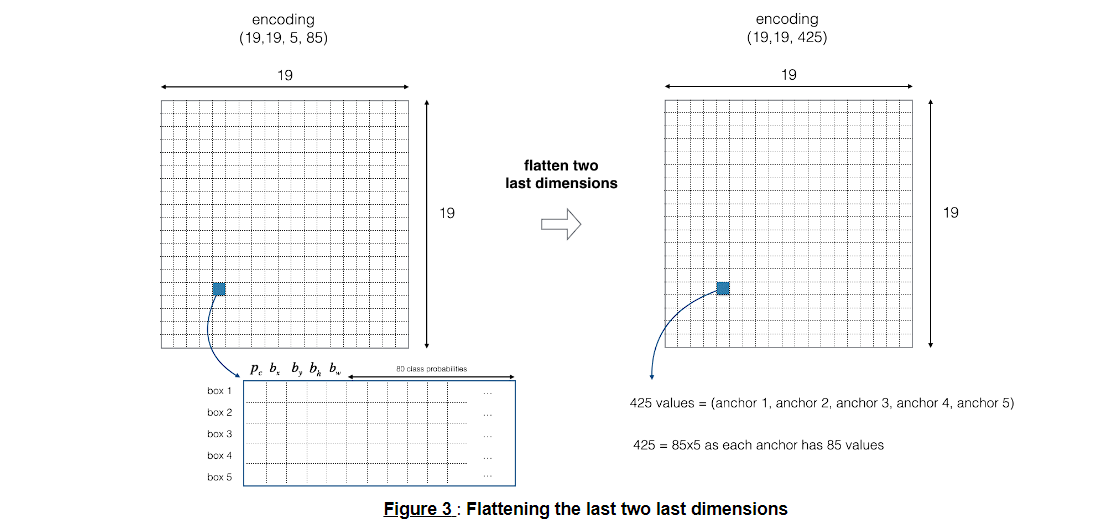 encoding
(19,19, 5, 85)
19
19
p_c b_x b_y b_h b_w
80 class probabilities
box 1 ...
box 2 ...
box 3 ...
box 4 ...
box 5 ...
flatten two
last dimensions
encoding
(19,19, 425)
19
19
425 values = (anchor 1, anchor 2, anchor 3, anchor 4, anchor 5)
425 = 85x5 as each anchor has 85 values
Figure 3 : Flattening the last two last dimensions